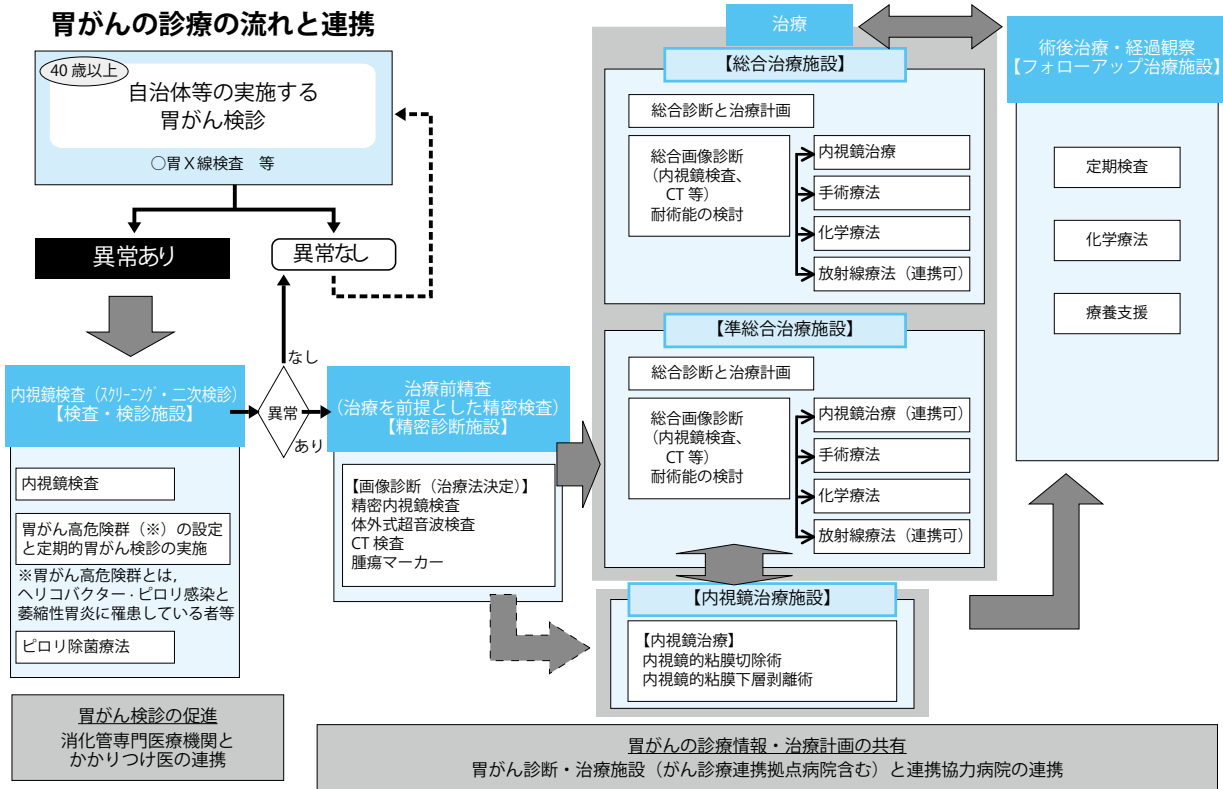 胃がんの診療の流れと連携
40歳以上
自治体等の実施する
胃がん検診
○胃X線検査 等
異常あり
異常なし
内視鏡検査(スクリーニング・二次検診)
【検査・検診施設】
内視鏡検査
胃がん高危険群(※)の設定
と定期的胃がん検診の実施
※胃がん高危険群とは,
ヘリコバクター・ピロリ感染と
萎縮性胃炎に罹患している者等
ピロリ除菌療法
なし
異常
あり
治療前精査
(治療を前提とした精密検査)
【精密診断施設】
【画像診断(治療法決定)】
精密内視鏡検査
体外式超音波検査
CT 検査
腫瘍マーカー
治療
【総合治療施設】
総合診断と治療計画
総合画像診断
(内視鏡検査、
CT 等)
耐術能の検討
内視鏡治療
手術療法
化学療法
放射線療法(連携可)
【準総合治療施設】
総合診断と治療計画
総合画像診断
(内視鏡検査、
CT 等)
耐術能の検討
内視鏡治療(連携可)
手術療法
化学療法
放射線療法(連携可)
【内視鏡治療施設】
【内視鏡治療】
内視鏡的粘膜切除術
内視鏡的粘膜下層剥離術
術後治療・経過観察
【フォローアップ治療施設】
定期検査
化学療法
療養支援
胃がん検診の促進
消化管専門医療機関と
かかりつけ医の連携
胃がんの診療情報・治療計画の共有
胃がん診断・治療施設(がん診療連携拠点病院含む)と連携協力病院の連携